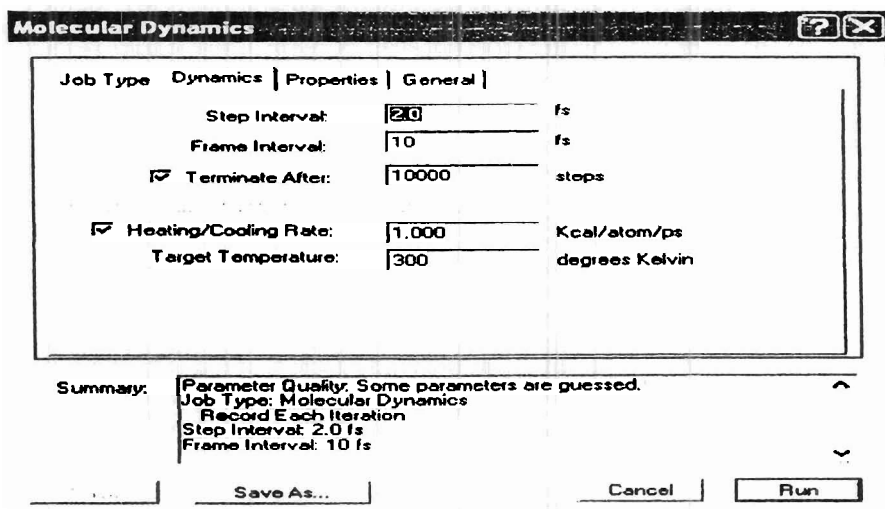 Molecular Dynamics
Job Type Dynamics Properties General
Step Interval: 2.0 fs
Frame Interval: 10 fs
Terminate After: 10000 steps
Heating/Cooling Rate: 1.000 Kcal/atom/ps
Target Temperature: 300 degrees Kelvin
Summary: Parameter Quality: Some parameters are guessed.
Job Type: Molecular Dynamics
Record Each Iteration
Step Interval: 2.0 fs
Frame Interval: 10 fs
Save As... Cancel Run